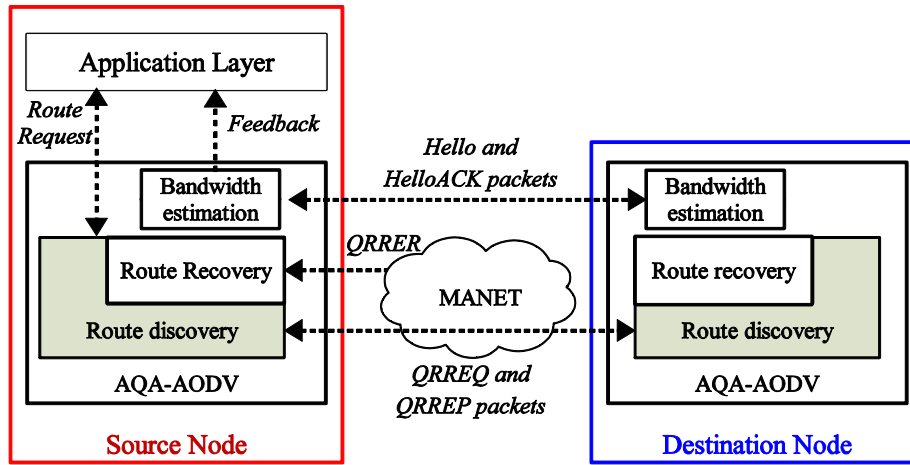 Application Layer
Route
Request
Feedback
Hello and
HelloACK packets
Bandwidth
estimation
Bandwidth
estimation
QRRER
Route Recovery
MANET
Route recovery
Route discovery
Route discovery
AQA-AODV
QRREQ and
QRREP packets
AQA-AODV
Source Node
Destination Node